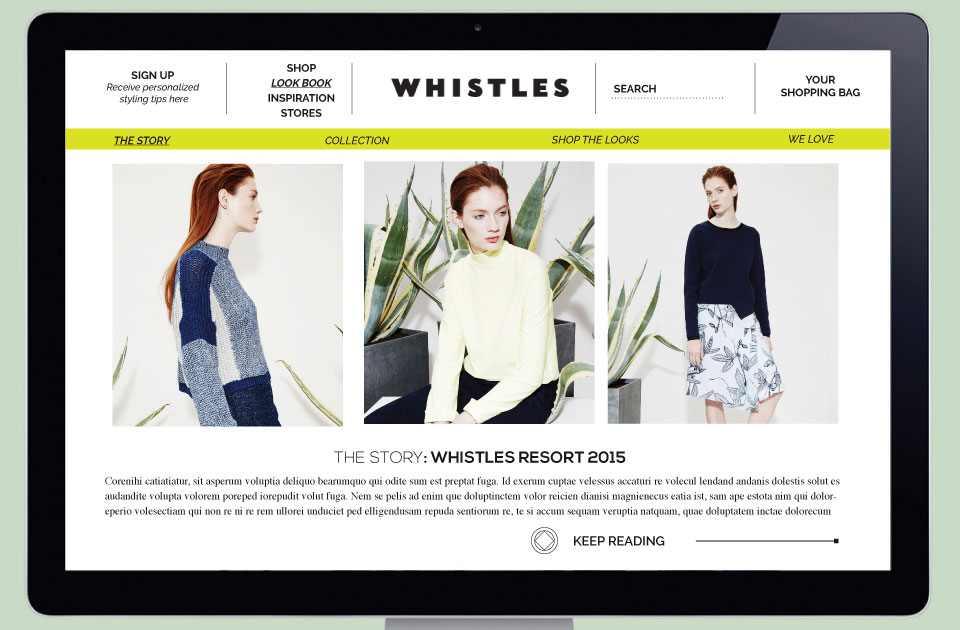 SIGN UP
Receive personalized
styling tips here
SHOP
LOOK BOOK
INSPIRATION
STORES
WHISTLES
SEARCH
YOUR
SHOPPING BAG
THE STORY
COLLECTION
SHOP THE LOOKS
WE LOVE
THE STORY: WHISTLES RESORT 2015
Corenihi catiatiatur, sit asperum voluptia deliquo bearumquo qui odite sum est preptat fuga. Id exerum cuptae velessus accaturi re volecul lendand andanis dolestis solut es
audandite volupta volorem poreped iorepudit volut fuga. Nem se pelis ad enim que doluptinctem volor reicien dianisi magnienecus eatia ist, sam ape estota nim qui dolor-
eperio volesectiam qui non re ni re rem ullorei unduciet ped elligendusam repuda sentiorum re, te si accum sequam veruptia natquam, quae doluptatem inctae dolorecum
KEEP READING